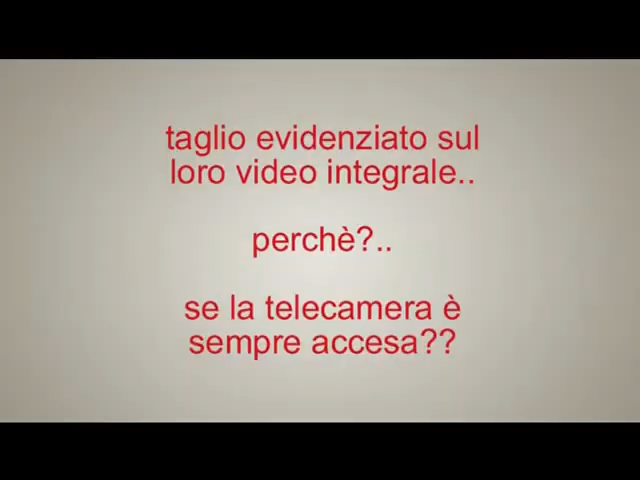 taglio evidenziato sul
loro video integrale..
perchè?..
se la telecamera è
sempre accesa??